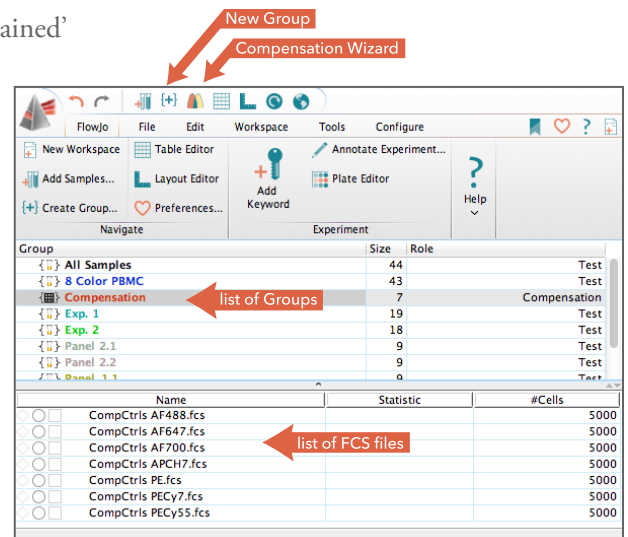 ained’
New Group
Compensation Wizard
FlowJo File Edit Workspace Tools Configure
New Workspace Table Editor Annotate Experiment...
Add Samples... Layout Editor Add Keyword Plate Editor Help
{+} Create Group... Preferences...
Navigate Experiment
Group Size Role
All Samples 44 Test
8 Color PBMC 43 Test
Compensation list of Groups 7 Compensation
Exp. 1 19 Test
Exp. 2 18 Test
Panel 2.1 9 Test
Panel 2.2 9 Test
Panel 1.1 9 Test
Name Statistic #Cells
CompCtrls AF488.fcs 5000
CompCtrls AF647.fcs 5000
CompCtrls AF700.fcs list of FCS files 5000
CompCtrls APCH7.fcs 5000
CompCtrls PE.fcs 5000
CompCtrls PECy7.fcs 5000
CompCtrls PECy55.fcs 5000